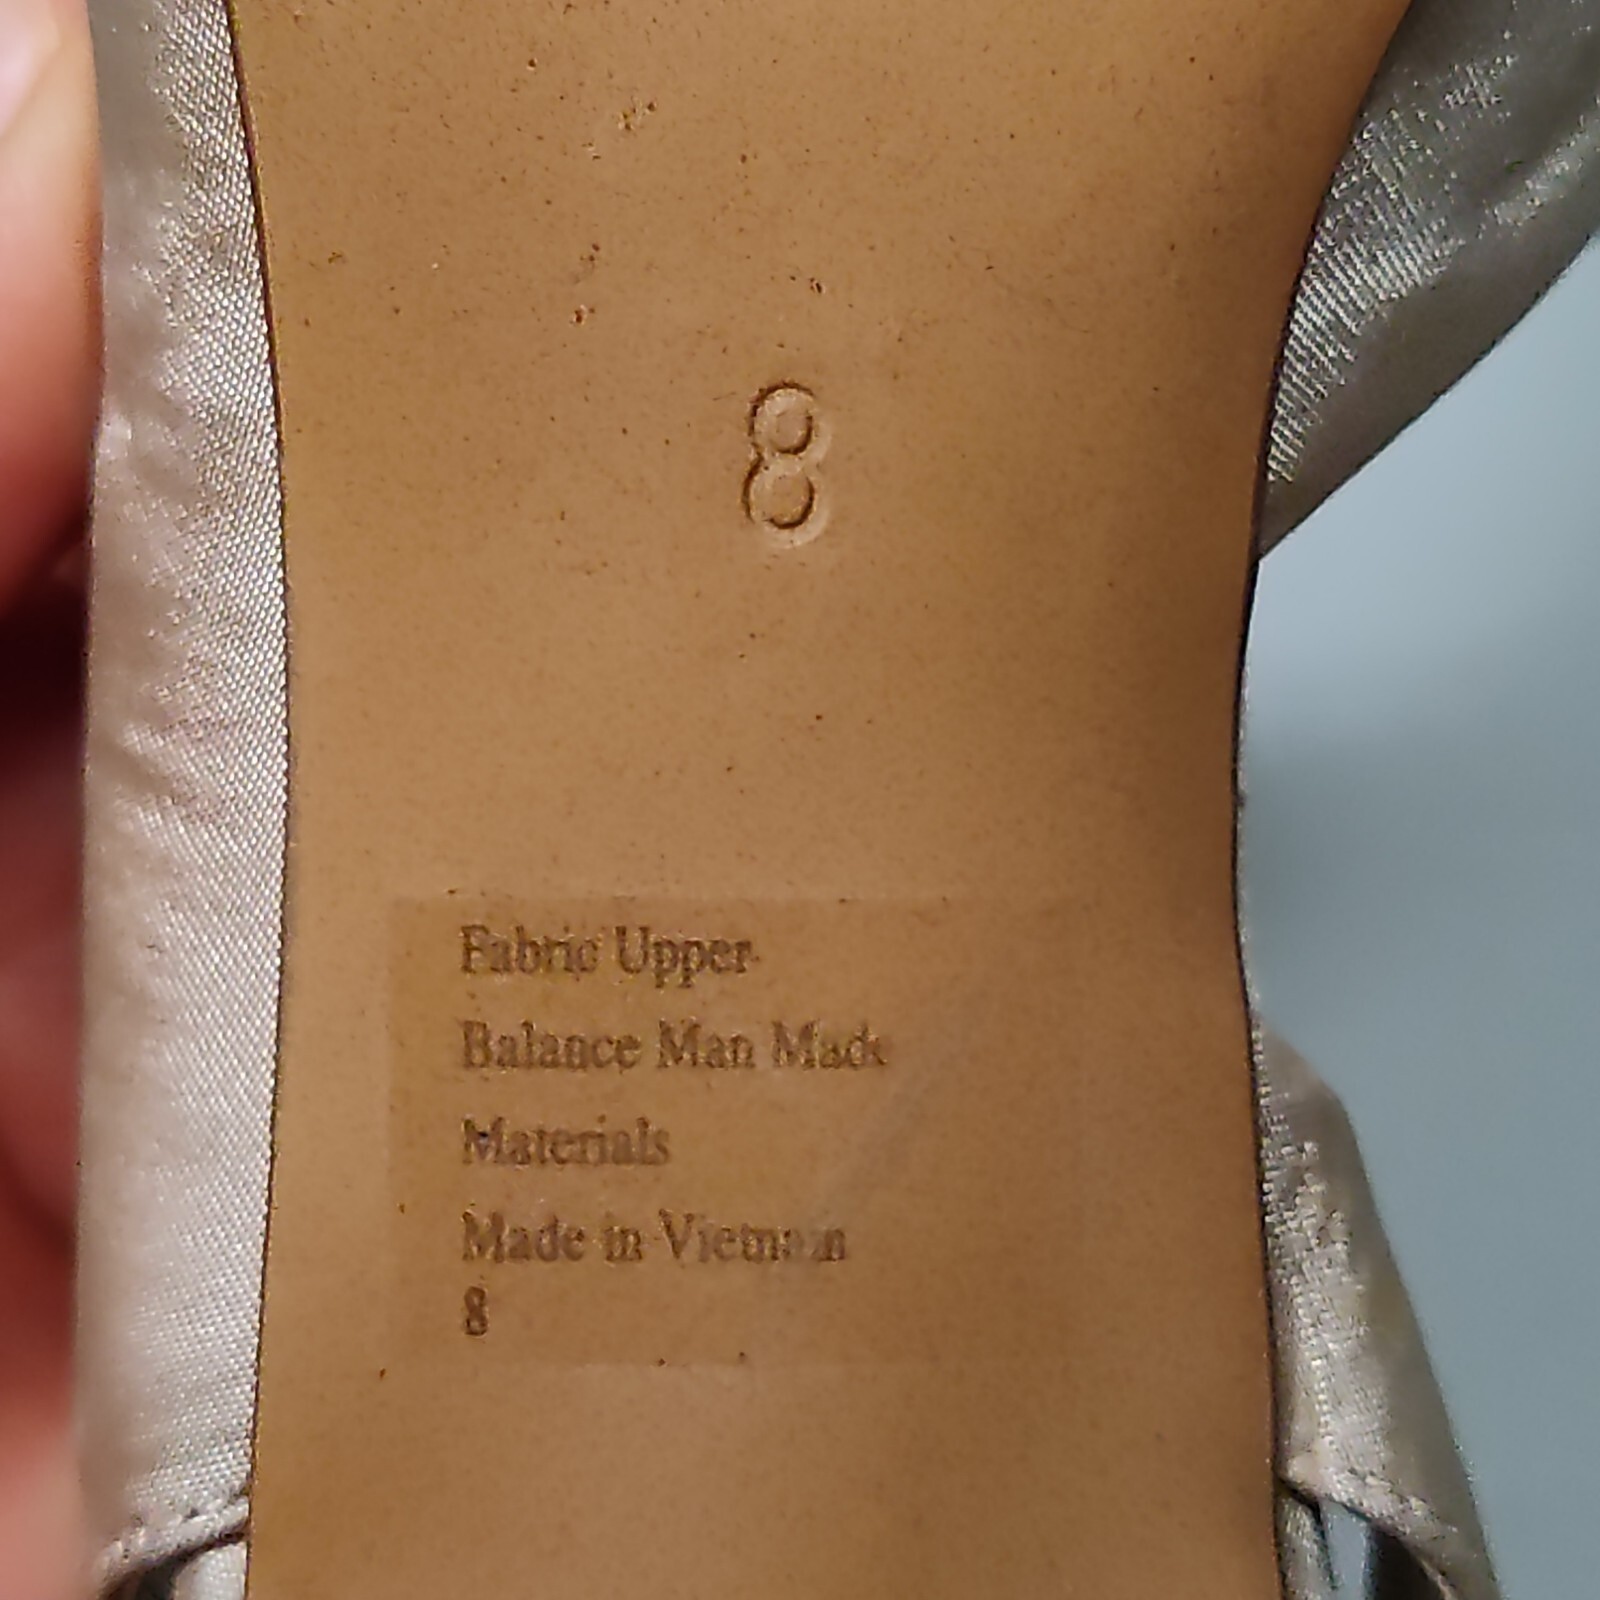 8
Fabric Upper
Balance Man Made
Materials
Made in Vietnam
8